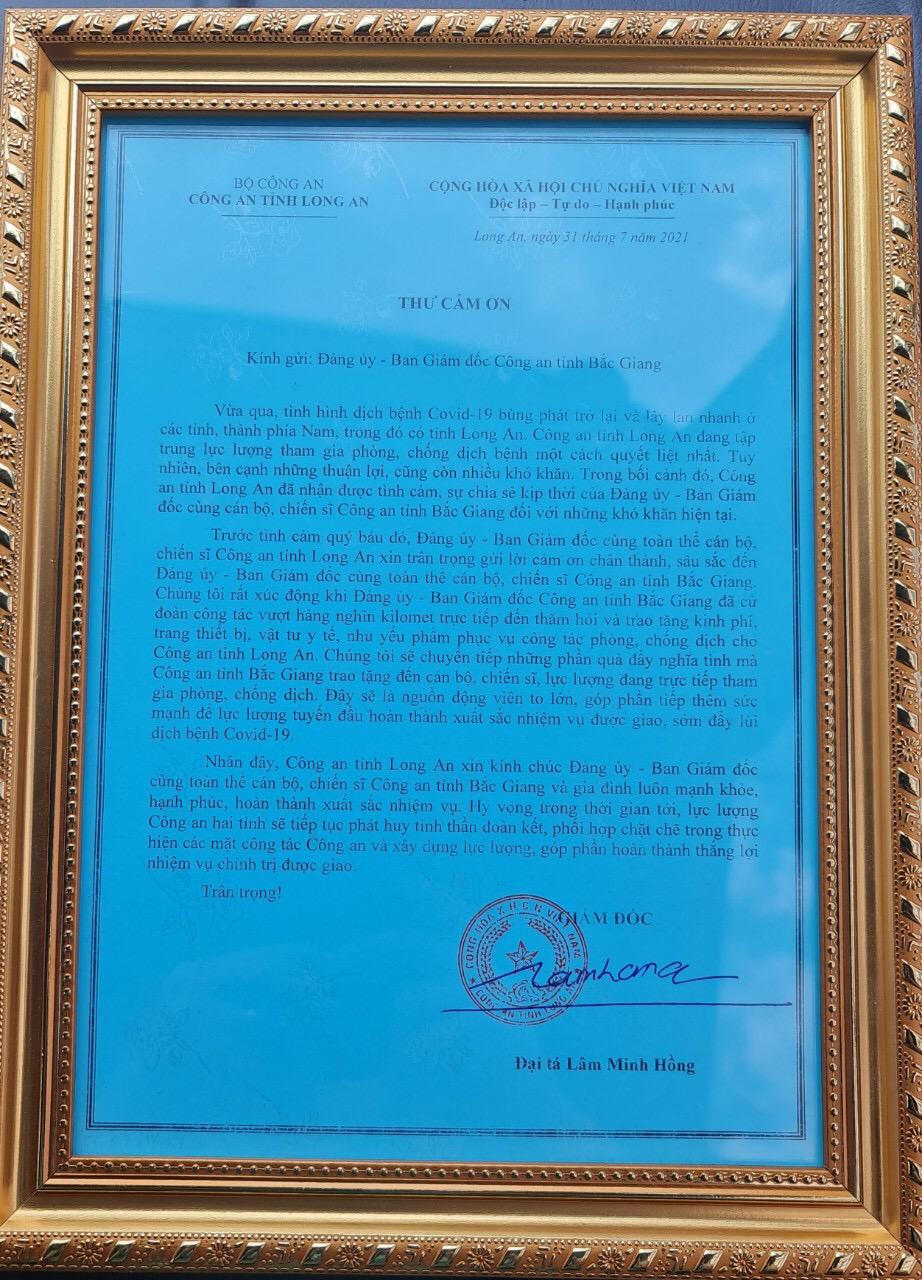 BỘ CÔNG AN
CÔNG AN TỈNH LONG AN
CỘNG HÒA XÃ HỘI CHỦ NGHĨA VIỆT NAM
Độc lập – Tự do – Hạnh phúc
Long An, ngày 31 tháng 7 năm 2021
THƯ CẢM ƠN
Kính gửi: Đảng ủy - Ban Giám đốc Công an tỉnh Bắc Giang
Vừa qua, tình hình dịch bệnh Covid-19 bùng phát trở lại và lây lan nhanh ở
các tỉnh, thành phía Nam, trong đó có tỉnh Long An. Công an tỉnh Long An đang tập
trung lực lượng tham gia phòng, chống dịch bệnh một cách quyết liệt nhất. Tuy
nhiên, bên cạnh những thuận lợi, cũng còn nhiều khó khăn. Trong bối cảnh đó, Công
an tỉnh Long An đã nhận được tình cảm, sự chia sẻ kịp thời của Đảng ủy - Ban Giám
đốc cùng cán bộ, chiến sĩ Công an tỉnh Bắc Giang đối với những khó khăn hiện tại.
Trước tình cảm quý báu đó, Đảng ủy - Ban Giám đốc cùng toàn thể cán bộ,
chiến sĩ Công an tỉnh Long An xin trân trọng gửi lời cảm ơn chân thành, sâu sắc đến
Đảng ủy - Ban Giám đốc cùng toàn thể cán bộ, chiến sĩ Công an tỉnh Bắc Giang.
Chúng tôi rất xúc động khi Đảng ủy - Ban Giám đốc Công an tỉnh Bắc Giang đã cử
đoàn công tác vượt hàng nghìn kilomet trực tiếp đến thăm hỏi và trao tặng kinh phí,
trang thiết bị, vật tư y tế, nhu yếu phẩm phục vụ công tác phòng, chống dịch cho
Công an tỉnh Long An. Chúng tôi sẽ chuyển tiếp những phần quà đầy nghĩa tình mà
Công an tỉnh Bắc Giang trao tặng đến cán bộ, chiến sĩ, lực lượng đang trực tiếp tham
gia phòng, chống dịch. Đây sẽ là nguồn động viên to lớn, góp phần tiếp thêm sức
mạnh để lực lượng tuyến đầu hoàn thành xuất sắc nhiệm vụ được giao, sớm đẩy lùi
dịch bệnh Covid-19.
Nhân đây, Công an tỉnh Long An xin kính chúc Đảng ủy - Ban Giám đốc
cùng toàn thể cán bộ, chiến sĩ Công an tỉnh Bắc Giang và gia đình luôn mạnh khỏe,
hạnh phúc, hoàn thành xuất sắc nhiệm vụ. Hy vọng trong thời gian tới, lực lượng
Công an hai tỉnh sẽ tiếp tục phát huy tinh thần đoàn kết, phối hợp chặt chẽ trong thực
hiện các mặt công tác Công an và xây dựng lực lượng, góp phần hoàn thành thắng lợi
nhiệm vụ chính trị được giao.
Trân trọng!
GIÁM ĐỐC
CỘNG HÒA X.H.C.N VIỆT NAM
CÔNG AN TỈNH LONG AN
Đại tá Lâm Minh Hồng